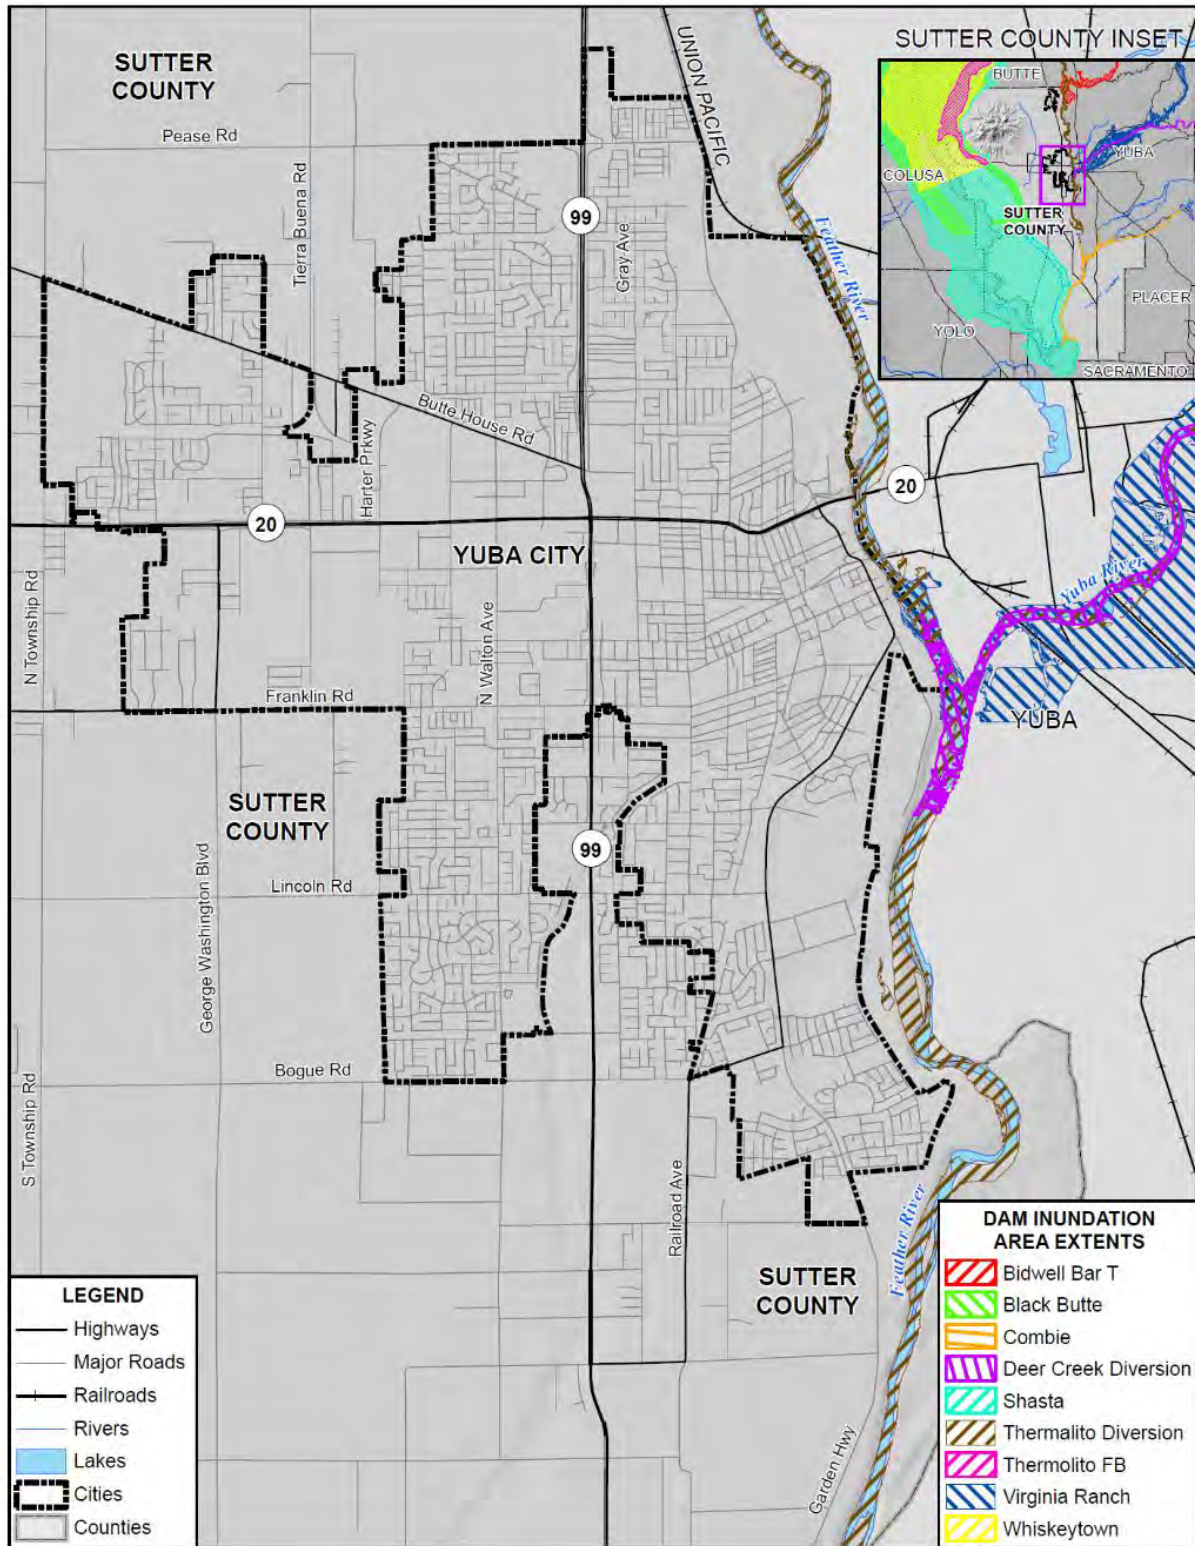 SUTTER COUNTY INSET
BUTTE
YUBA
COLUSA
SUTTER
COUNTY
PLACER
YOLO
SACRAMENTO
SUTTER
COUNTY
UNION PACIFIC
Pease Rd
Tierra Buena Rd
99
Gray Ave
Feather River
Butte House Rd
Harter Prkwy
20
20
YUBA CITY
Yuba River
N Township Rd
N Walton Ave
Franklin Rd
YUBA
SUTTER
COUNTY
99
George Washington Blvd
Lincoln Rd
Bogue Rd
S Township Rd
Railroad Ave
Feather River
SUTTER
COUNTY
Garden Hwy
LEGEND
Highways
Major Roads
Railroads
Rivers
Lakes
Cities
Counties
DAM INUNDATION
AREA EXTENTS
Bidwell Bar T
Black Butte
Combie
Deer Creek Diversion
Shasta
Thermalito Diversion
Thermolito FB
Virginia Ranch
Whiskeytown